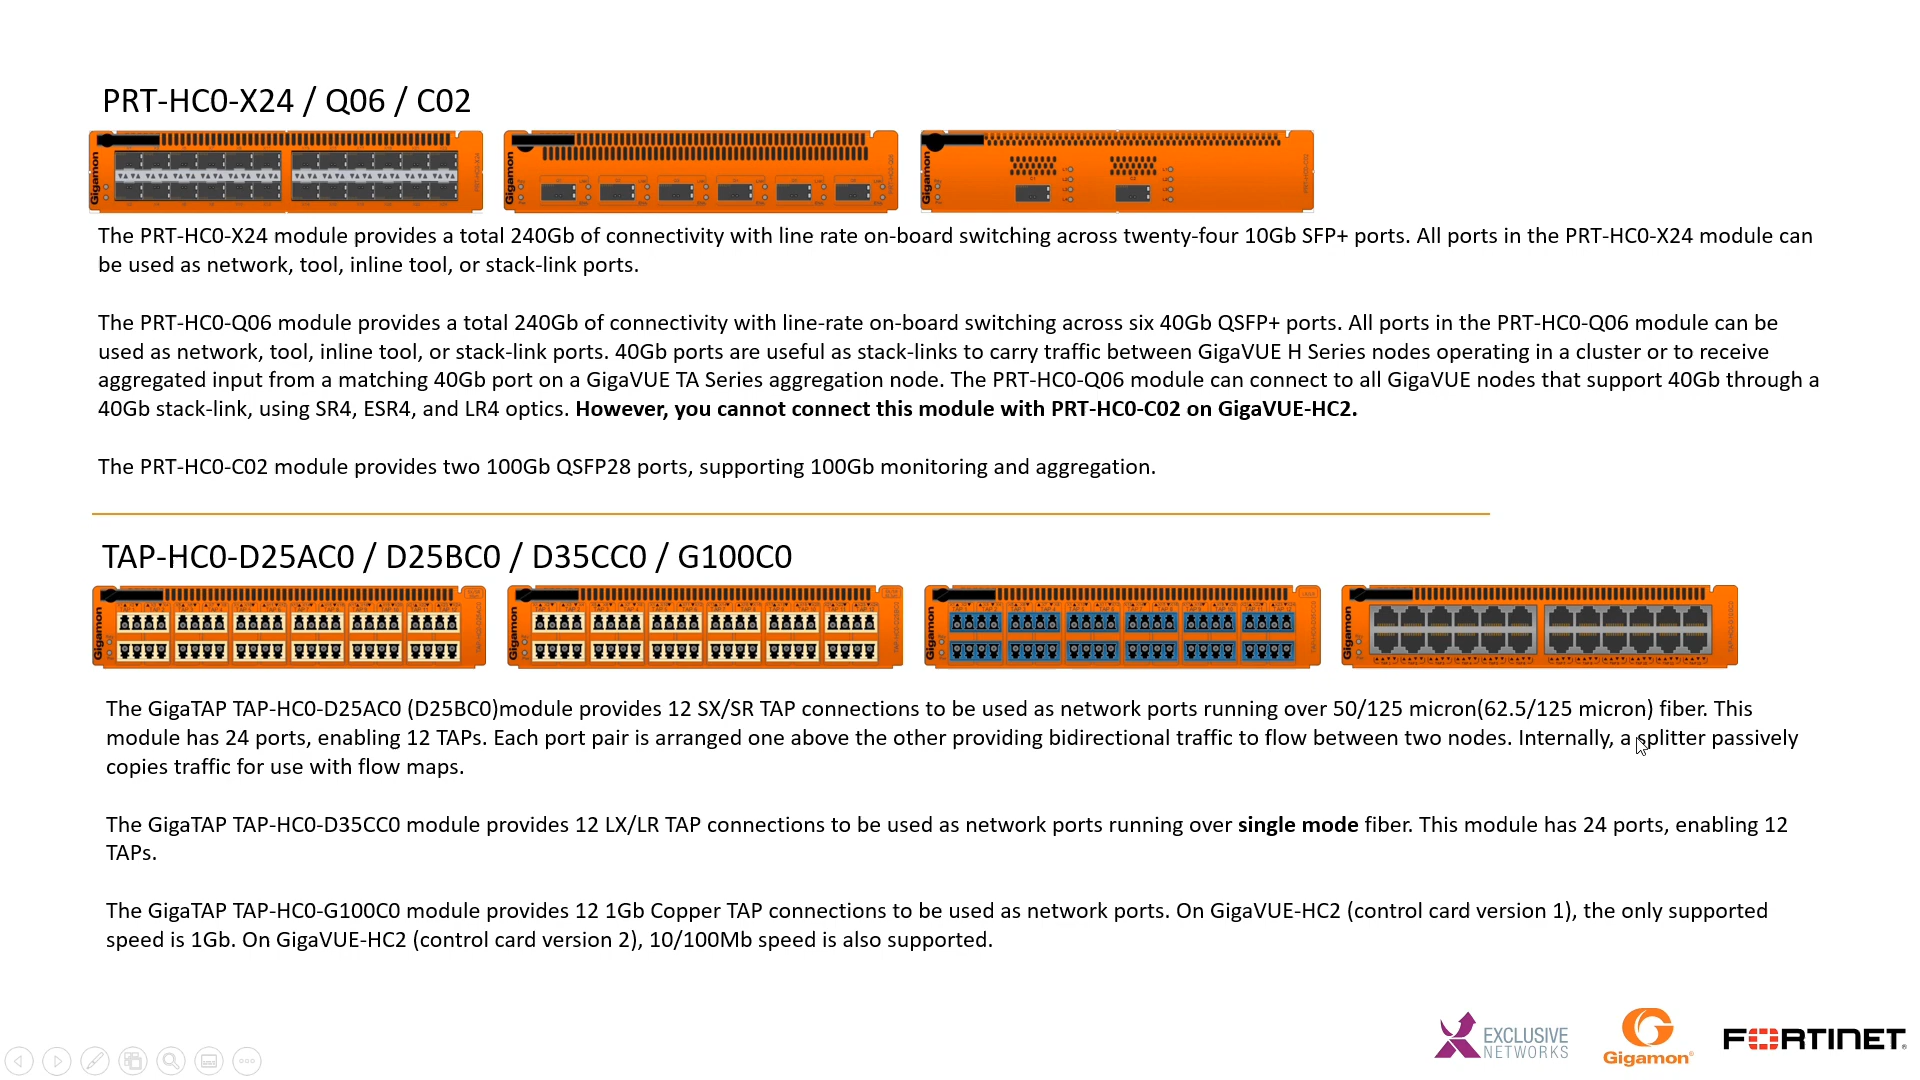 PRT-HC0-X24 / Q06 / C02
Gigamon
Gigamon
Gigamon
The PRT-HC0-X24 module provides a total 240Gb of connectivity with line rate on-board switching across twenty-four 10Gb SFP+ ports. All ports in the PRT-HC0-X24 module can
be used as network, tool, inline tool, or stack-link ports.
The PRT-HC0-Q06 module provides a total 240Gb of connectivity with line-rate on-board switching across six 40Gb QSFP+ ports. All ports in the PRT-HC0-Q06 module can be
used as network, tool, inline tool, or stack-link ports. 40Gb ports are useful as stack-links to carry traffic between GigaVUE H Series nodes operating in a cluster or to receive
aggregated input from a matching 40Gb port on a GigaVUE TA Series aggregation node. The PRT-HC0-Q06 module can connect to all GigaVUE nodes that support 40Gb through a
40Gb stack-link, using SR4, ESR4, and LR4 optics. However, you cannot connect this module with PRT-HC0-C02 on GigaVUE-HC2.
The PRT-HC0-C02 module provides two 100Gb QSFP28 ports, supporting 100Gb monitoring and aggregation.
TAP-HC0-D25AC0 / D25BC0 / D35CC0 / G100C0
Gigamon
Gigamon
Gigamon
Gigamon
The GigaTAP TAP-HC0-D25AC0 (D25BC0)module provides 12 SX/SR TAP connections to be used as network ports running over 50/125 micron(62.5/125 micron) fiber. This
module has 24 ports, enabling 12 TAPs. Each port pair is arranged one above the other providing bidirectional traffic to flow between two nodes. Internally, a splitter passively
copies traffic for use with flow maps.
The GigaTAP TAP-HC0-D35CC0 module provides 12 LX/LR TAP connections to be used as network ports running over single mode fiber. This module has 24 ports, enabling 12
TAPs.
The GigaTAP TAP-HC0-G100C0 module provides 12 1Gb Copper TAP connections to be used as network ports. On GigaVUE-HC2 (control card version 1), the only supported
speed is 1Gb. On GigaVUE-HC2 (control card version 2), 10/100Mb speed is also supported.
EXCLUSIVE
NETWORKS
Gigamon®
FORTINET®